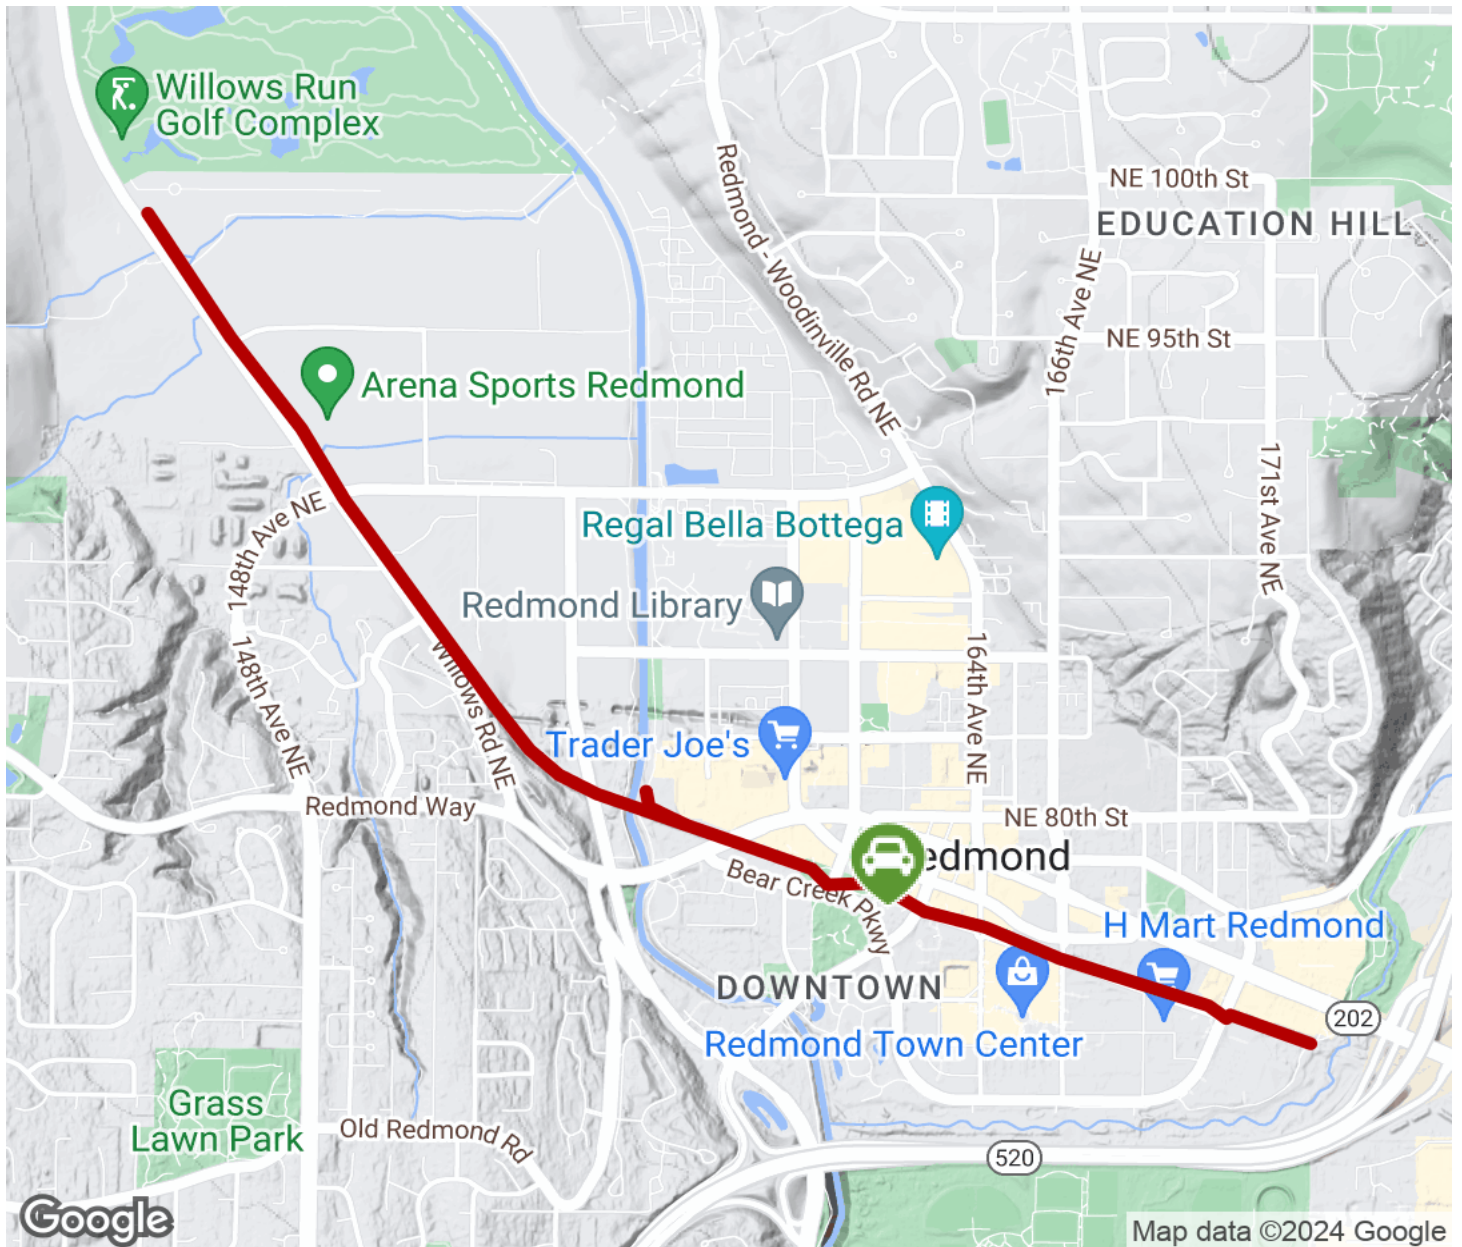 Willows Run
Golf Complex
Redmond - Woodinville Rd NE
NE 100th St
EDUCATION HILL
166th Ave NE
NE 95th St
Arena Sports Redmond
171st Ave NE
148th Ave NE
Regal Bella Bottega
Redmond Library
148th Ave NE
Willows Rd NE
164th Ave NE
Trader Joe's
Redmond Way
NE 80th St
edmond
Bear Creek Pkwy
H Mart Redmond
DOWNTOWN
202
Redmond Town Center
Grass
Lawn Park
Old Redmond Rd
520
Google
Map data ©2024 Google